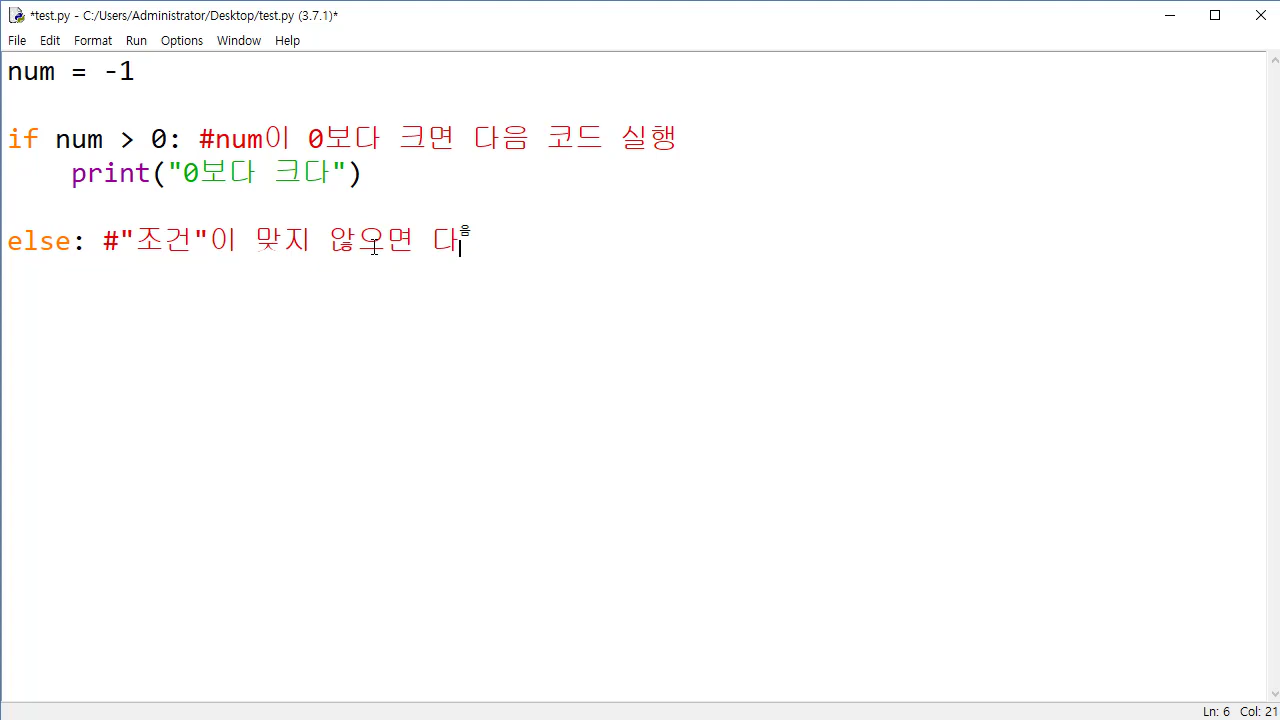 *test.py - C:/Users/Administrator/Desktop/test.py (3.7.1)*
File Edit Format Run Options Window Help
num = -1
if num > 0: #num이 0보다 크면 다음 코드 실행
print("0보다 크다")
else: #"조건"이 맞지 않으면 다음
Ln: 6 Col: 21